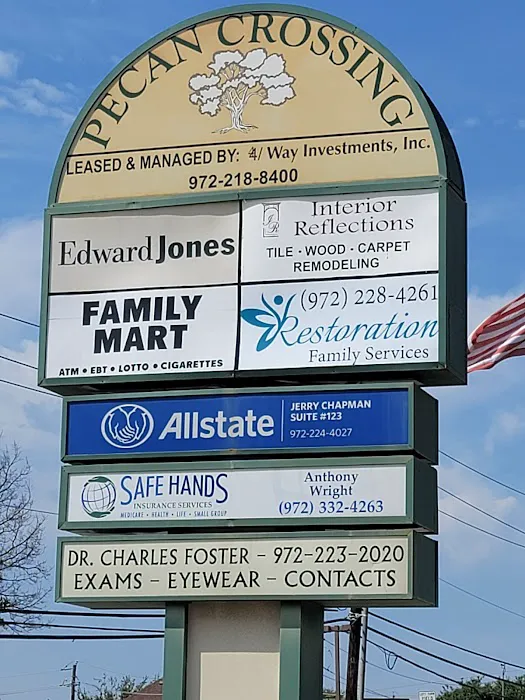 PECAN CROSSING
LEASED & MANAGED BY: 4/ Way Investments, Inc.
972-218-8400
Edward Jones
Interior
Reflections
TILE · WOOD · CARPET
REMODELING
FAMILY
MART
ATM • EBT • LOTTO • CIGARETTES
(972) 228-4261
Restoration
Family Services
Allstate
JERRY CHAPMAN
SUITE #123
972-224-4027
SAFE HANDS
INSURANCE SERVICES
MEDICARE • HEALTH • LIFE • SMALL GROUP
Anthony
Wright
(972) 332-4263
DR. CHARLES FOSTER – 972-223-2020
EXAMS – EYEWEAR – CONTACTS